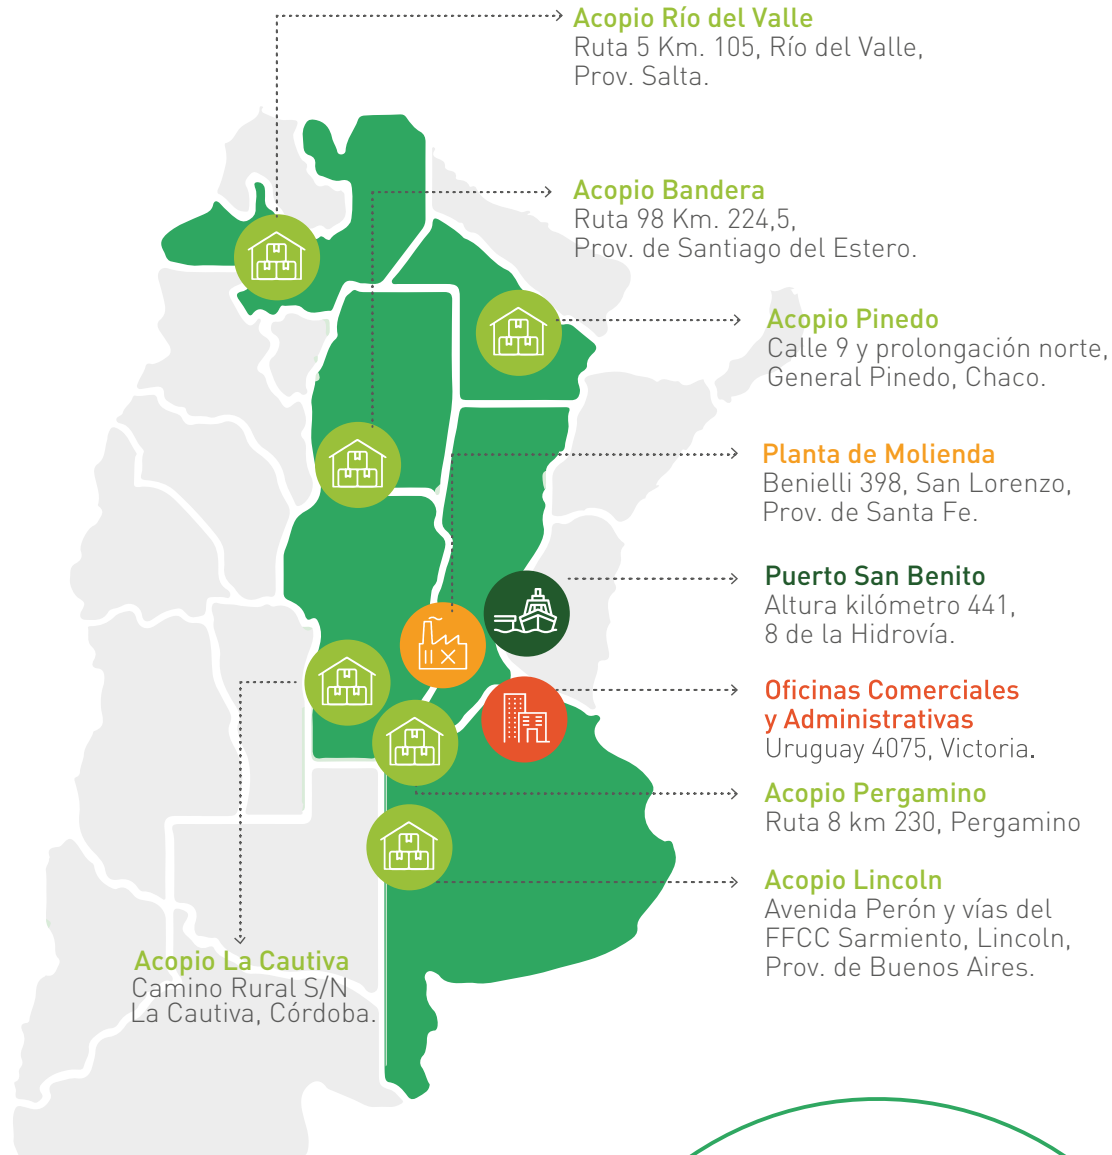 Acopio Río del Valle
Ruta 5 Km. 105, Río del Valle,
Prov. Salta.
Acopio Bandera
Ruta 98 Km. 224,5,
Prov. de Santiago del Estero.
Acopio Pinedo
Calle 9 y prolongación norte,
General Pinedo, Chaco.
Planta de Molienda
Benielli 398, San Lorenzo,
Prov. de Santa Fe.
Puerto San Benito
Altura kilómetro 441,
8 de la Hidrovía.
Oficinas Comerciales
y Administrativas
Uruguay 4075, Victoria.
Acopio Pergamino
Ruta 8 km 230, Pergamino
Acopio Lincoln
Avenida Perón y vías del
FFCC Sarmiento, Lincoln,
Prov. de Buenos Aires.
Acopio La Cautiva
Camino Rural S/N
La Cautiva, Córdoba.